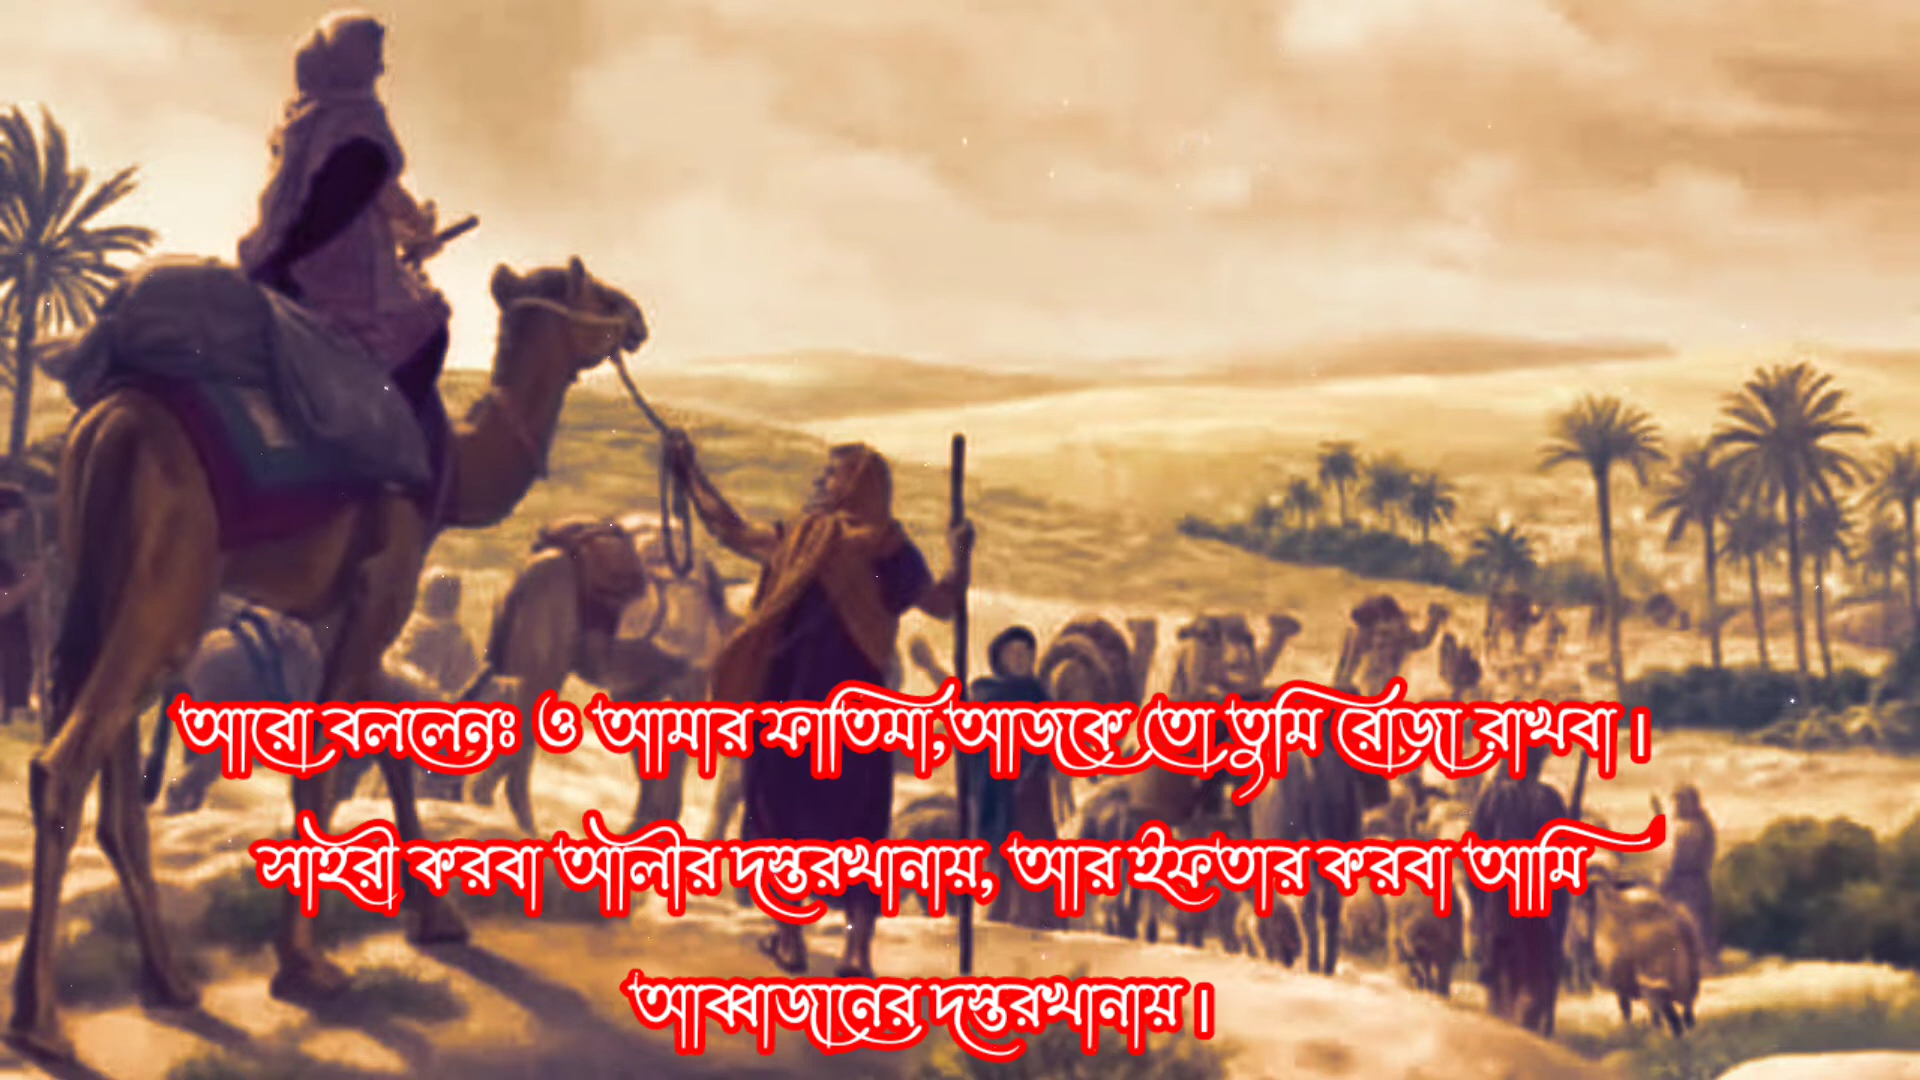 আরো বললেনঃ ও আমার ফাতিমা,আজকে তো তুমি রোজা রাখবা।
সাহরী করবা আলীর দস্তরখানায়, আর ইফতার করবা আমি
আব্বাজানের দস্তরখানায়।